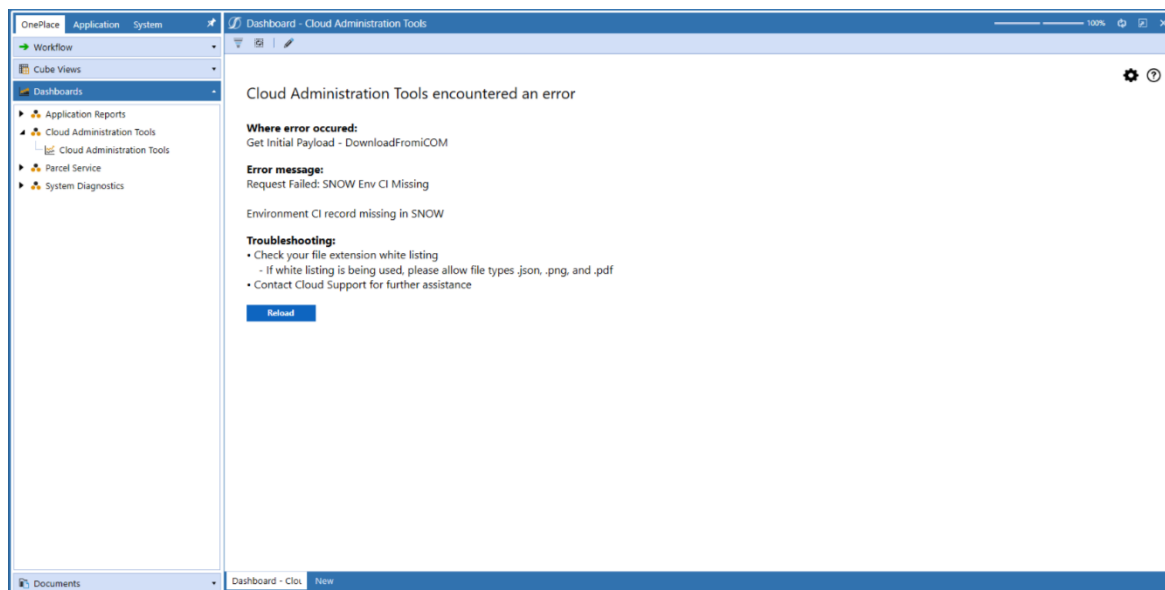 OnePlace Application System
Dashboard - Cloud Administration Tools
100%
Workflow
Cube Views
Dashboards
Application Reports
Cloud Administration Tools
Cloud Administration Tools
Parcel Service
System Diagnostics
Documents
Cloud Administration Tools encountered an error
Where error occured:
Get Initial Payload - DownloadFromiCOM
Error message:
Request Failed: SNOW Env CI Missing
Environment CI record missing in SNOW
Troubleshooting:
• Check your file extension white listing
- If white listing is being used, please allow file types .json, .png, and .pdf
• Contact Cloud Support for further assistance
Reload
Dashboard - Clou New